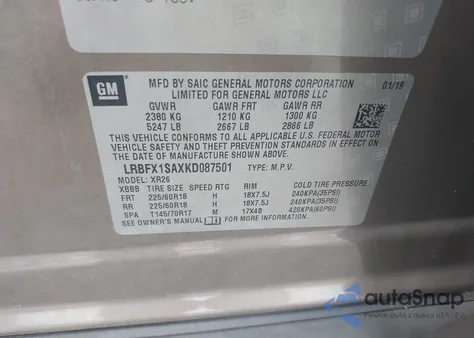 GM
MFD BY SAIC GENERAL MOTORS CORPORATION 01/19
LIMITED FOR GENERAL MOTORS LLC
GVWR GAWR FRT GAWR RR
2380 KG 1210 KG 1300 KG
5247 LB 2667 LB 2866 LB
THIS VEHICLE CONFORMS TO ALL APPLICABLE U.S. FEDERAL MOTOR
VEHICLE SAFETY AND THEFT PREVENTION STANDARDS IN EFFECT ON
THE DATE OF MANUFACTURE SHOWN ABOVE.
LRBFX1SAXKD087501 TYPE: M.P.V.
MODEL: XR26
XBBB TIRE SIZE SPEED RTG RIM COLD TIRE PRESSURE
FRT 225/60R18 H 18X7.5J 240KPA(35PSI)
RR 225/60R18 H 18X7.5J 240KPA(35PSI)
SPA T145/70R17 M 17X4B 420KPA(60PSI)
SEE OWNER'S MANUAL FOR MORE INFORMATION.
autaSnap